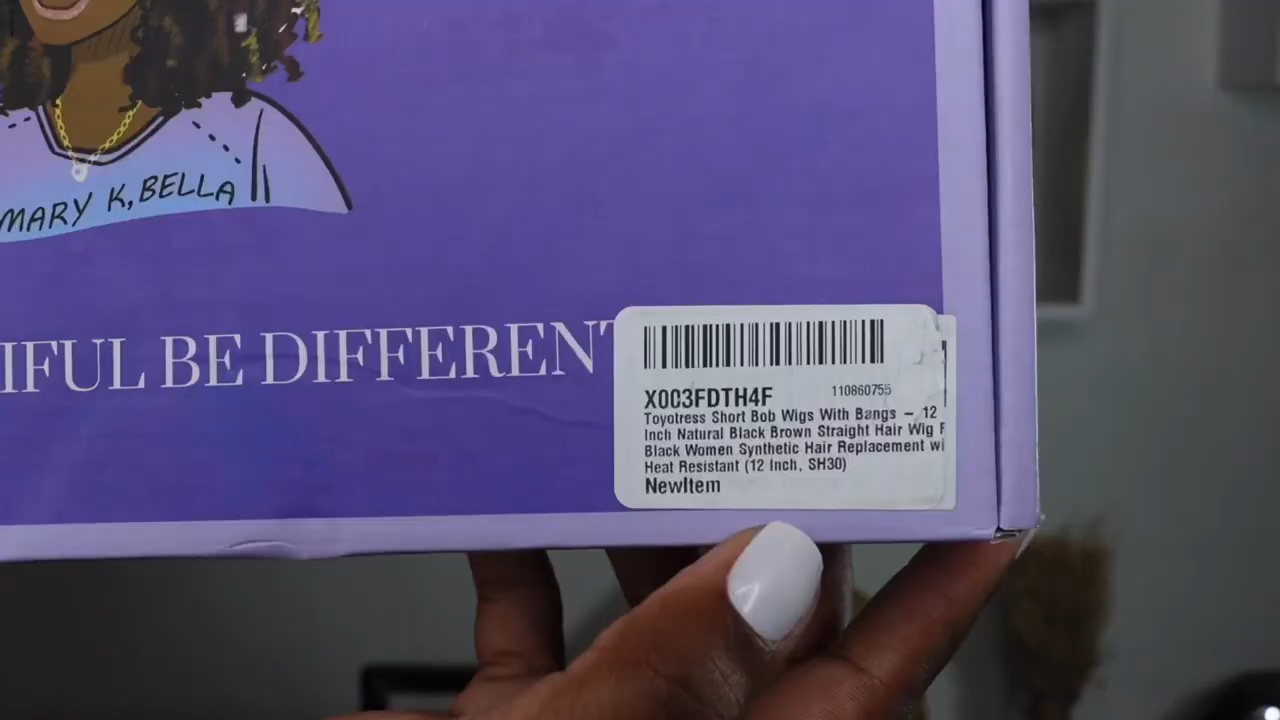 MARY K, BELLA
IFUL BE DIFFERENT
X003FDTH4F 110860755
Toyotress Short Bob Wigs With Bangs – 12
Inch Natural Black Brown Straight Hair Wig F
Black Women Synthetic Hair Replacement wi
Heat Resistant (12 Inch, SH30)
NewItem